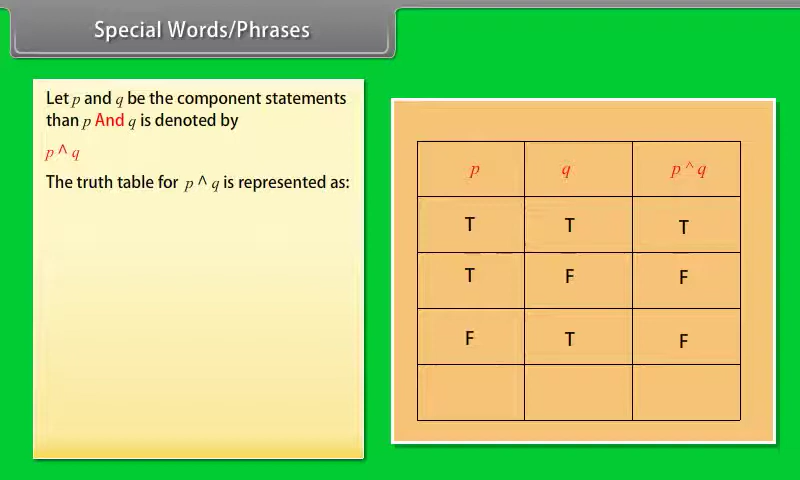 Special Words/Phrases
Let p and q be the component statements
than p And q is denoted by
p ^ q
The truth table for p ^ q is represented as:
p q p ^ q
T T T
T F F
F T F